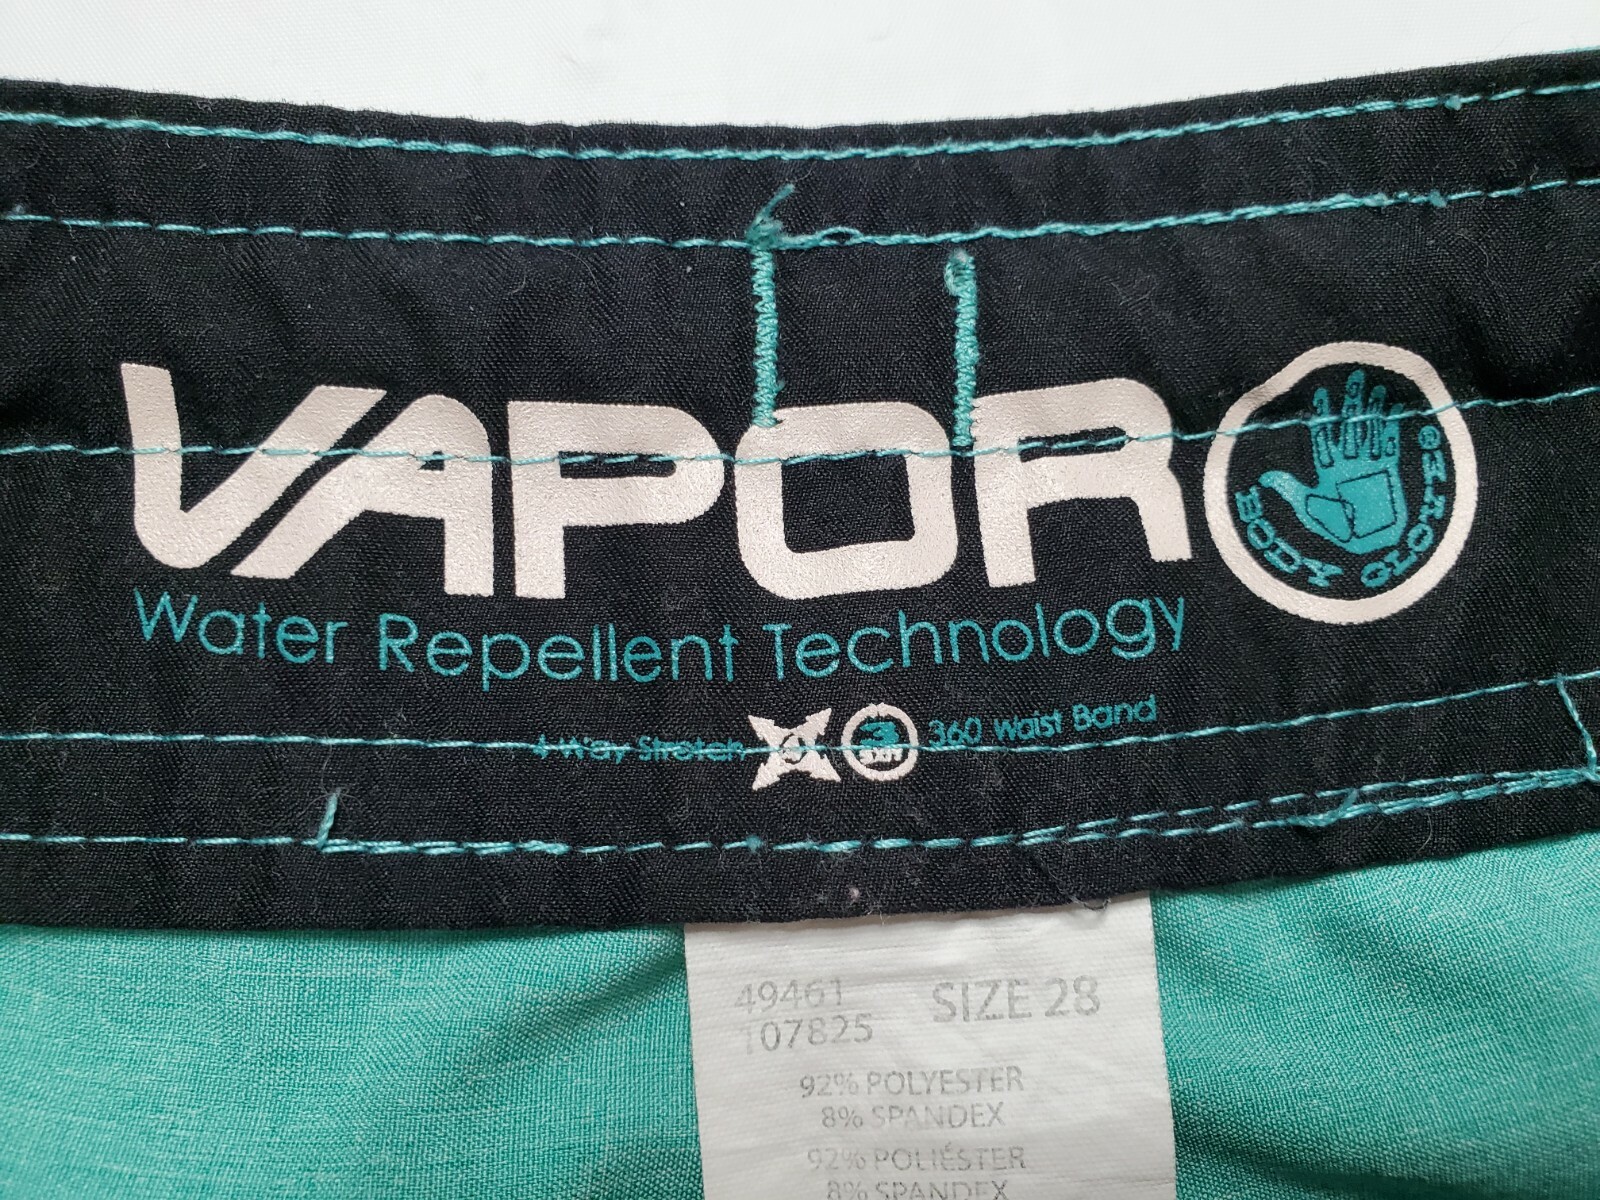 VAPOR
BODY GLOVE®
Water Repellent Technology
4 Way Stretch 4 360 Waist Band
49461 SIZE 28
107825
92% POLYESTER
8% SPANDEX
92% POLIÉSTER
8% SPANDEX